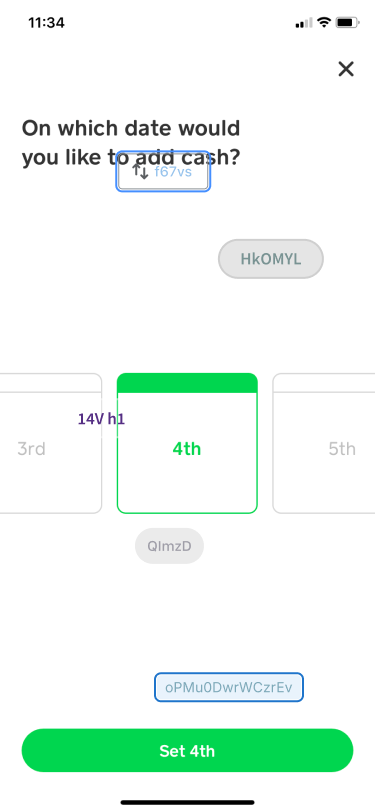 11:34
On which date would
you like to add cash?
f67vs
HkOMYL
3rd
14V h1
4th
5th
QlmzD
oPMu0DwrWCzrEv
Set 4th